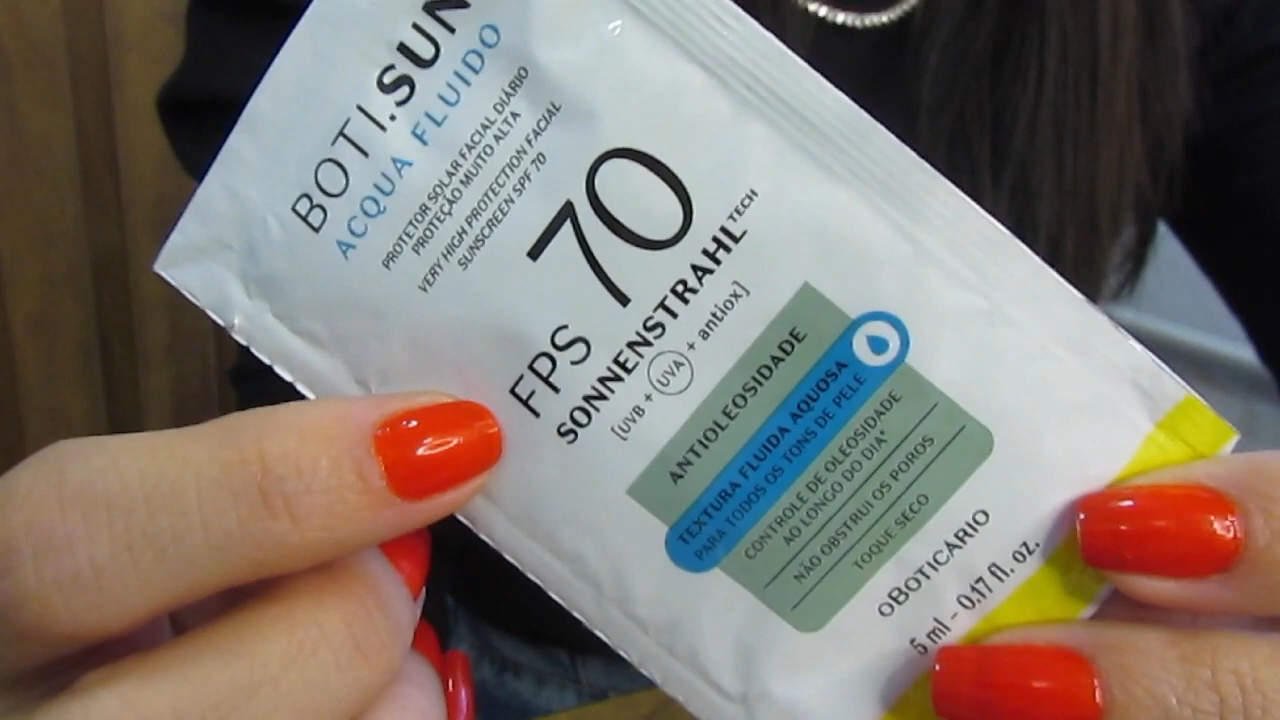 BOTI.SUN
ACQUA FLUIDO
PROTETOR SOLAR FACIAL DIÁRIO
PROTEÇÃO MUITO ALTA
VERY HIGH PROTECTION FACIAL
SUNSCREEN SPF 70
FPS 70
SONNENSTRAHL TECH
[UVB + UVA + antiox]
ANTIOLEOSIDADE
TEXTURA FLUIDA AQUOSA
PARA TODOS OS TONS DE PELE
CONTROLE DE OLEOSIDADE
AO LONGO DO DIA*
NÃO OBSTRUI OS POROS
TOQUE SECO
OBOTICÁRIO
5 ml - 0.17 fl. oz.